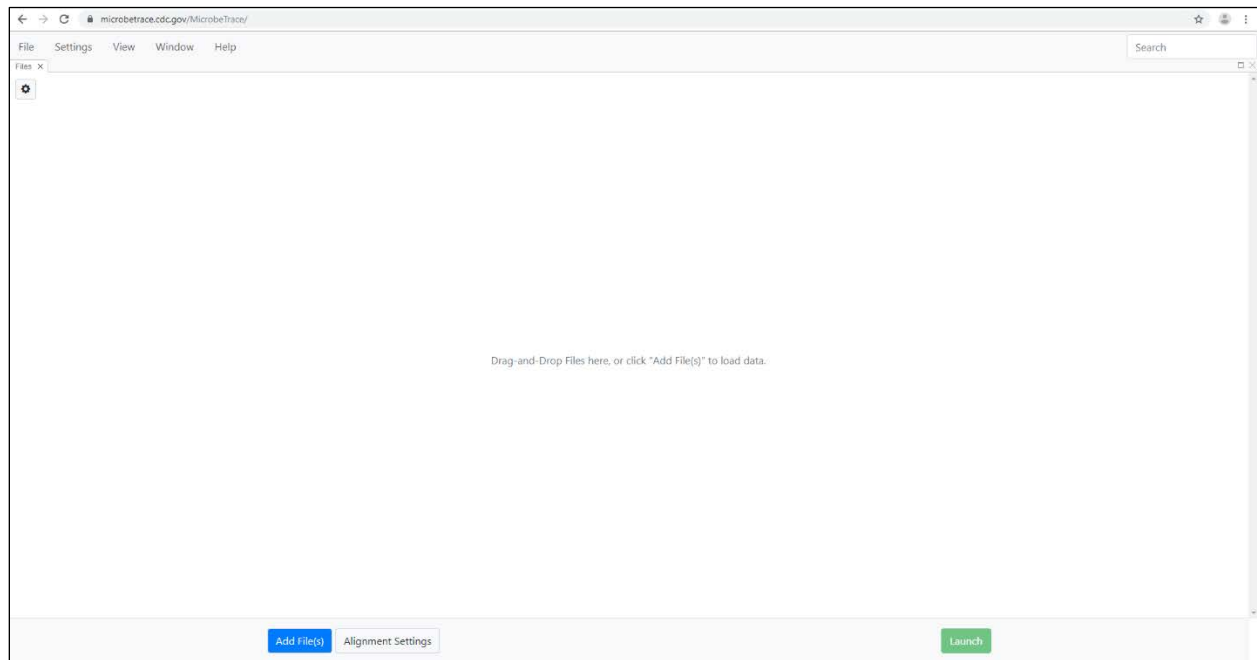 microbetrace.cdc.gov/MicrobeTrace/
File Settings View Window Help Search
Files
Drag-and-Drop Files here, or click "Add File(s)" to load data.
Add File(s) Alignment Settings Launch